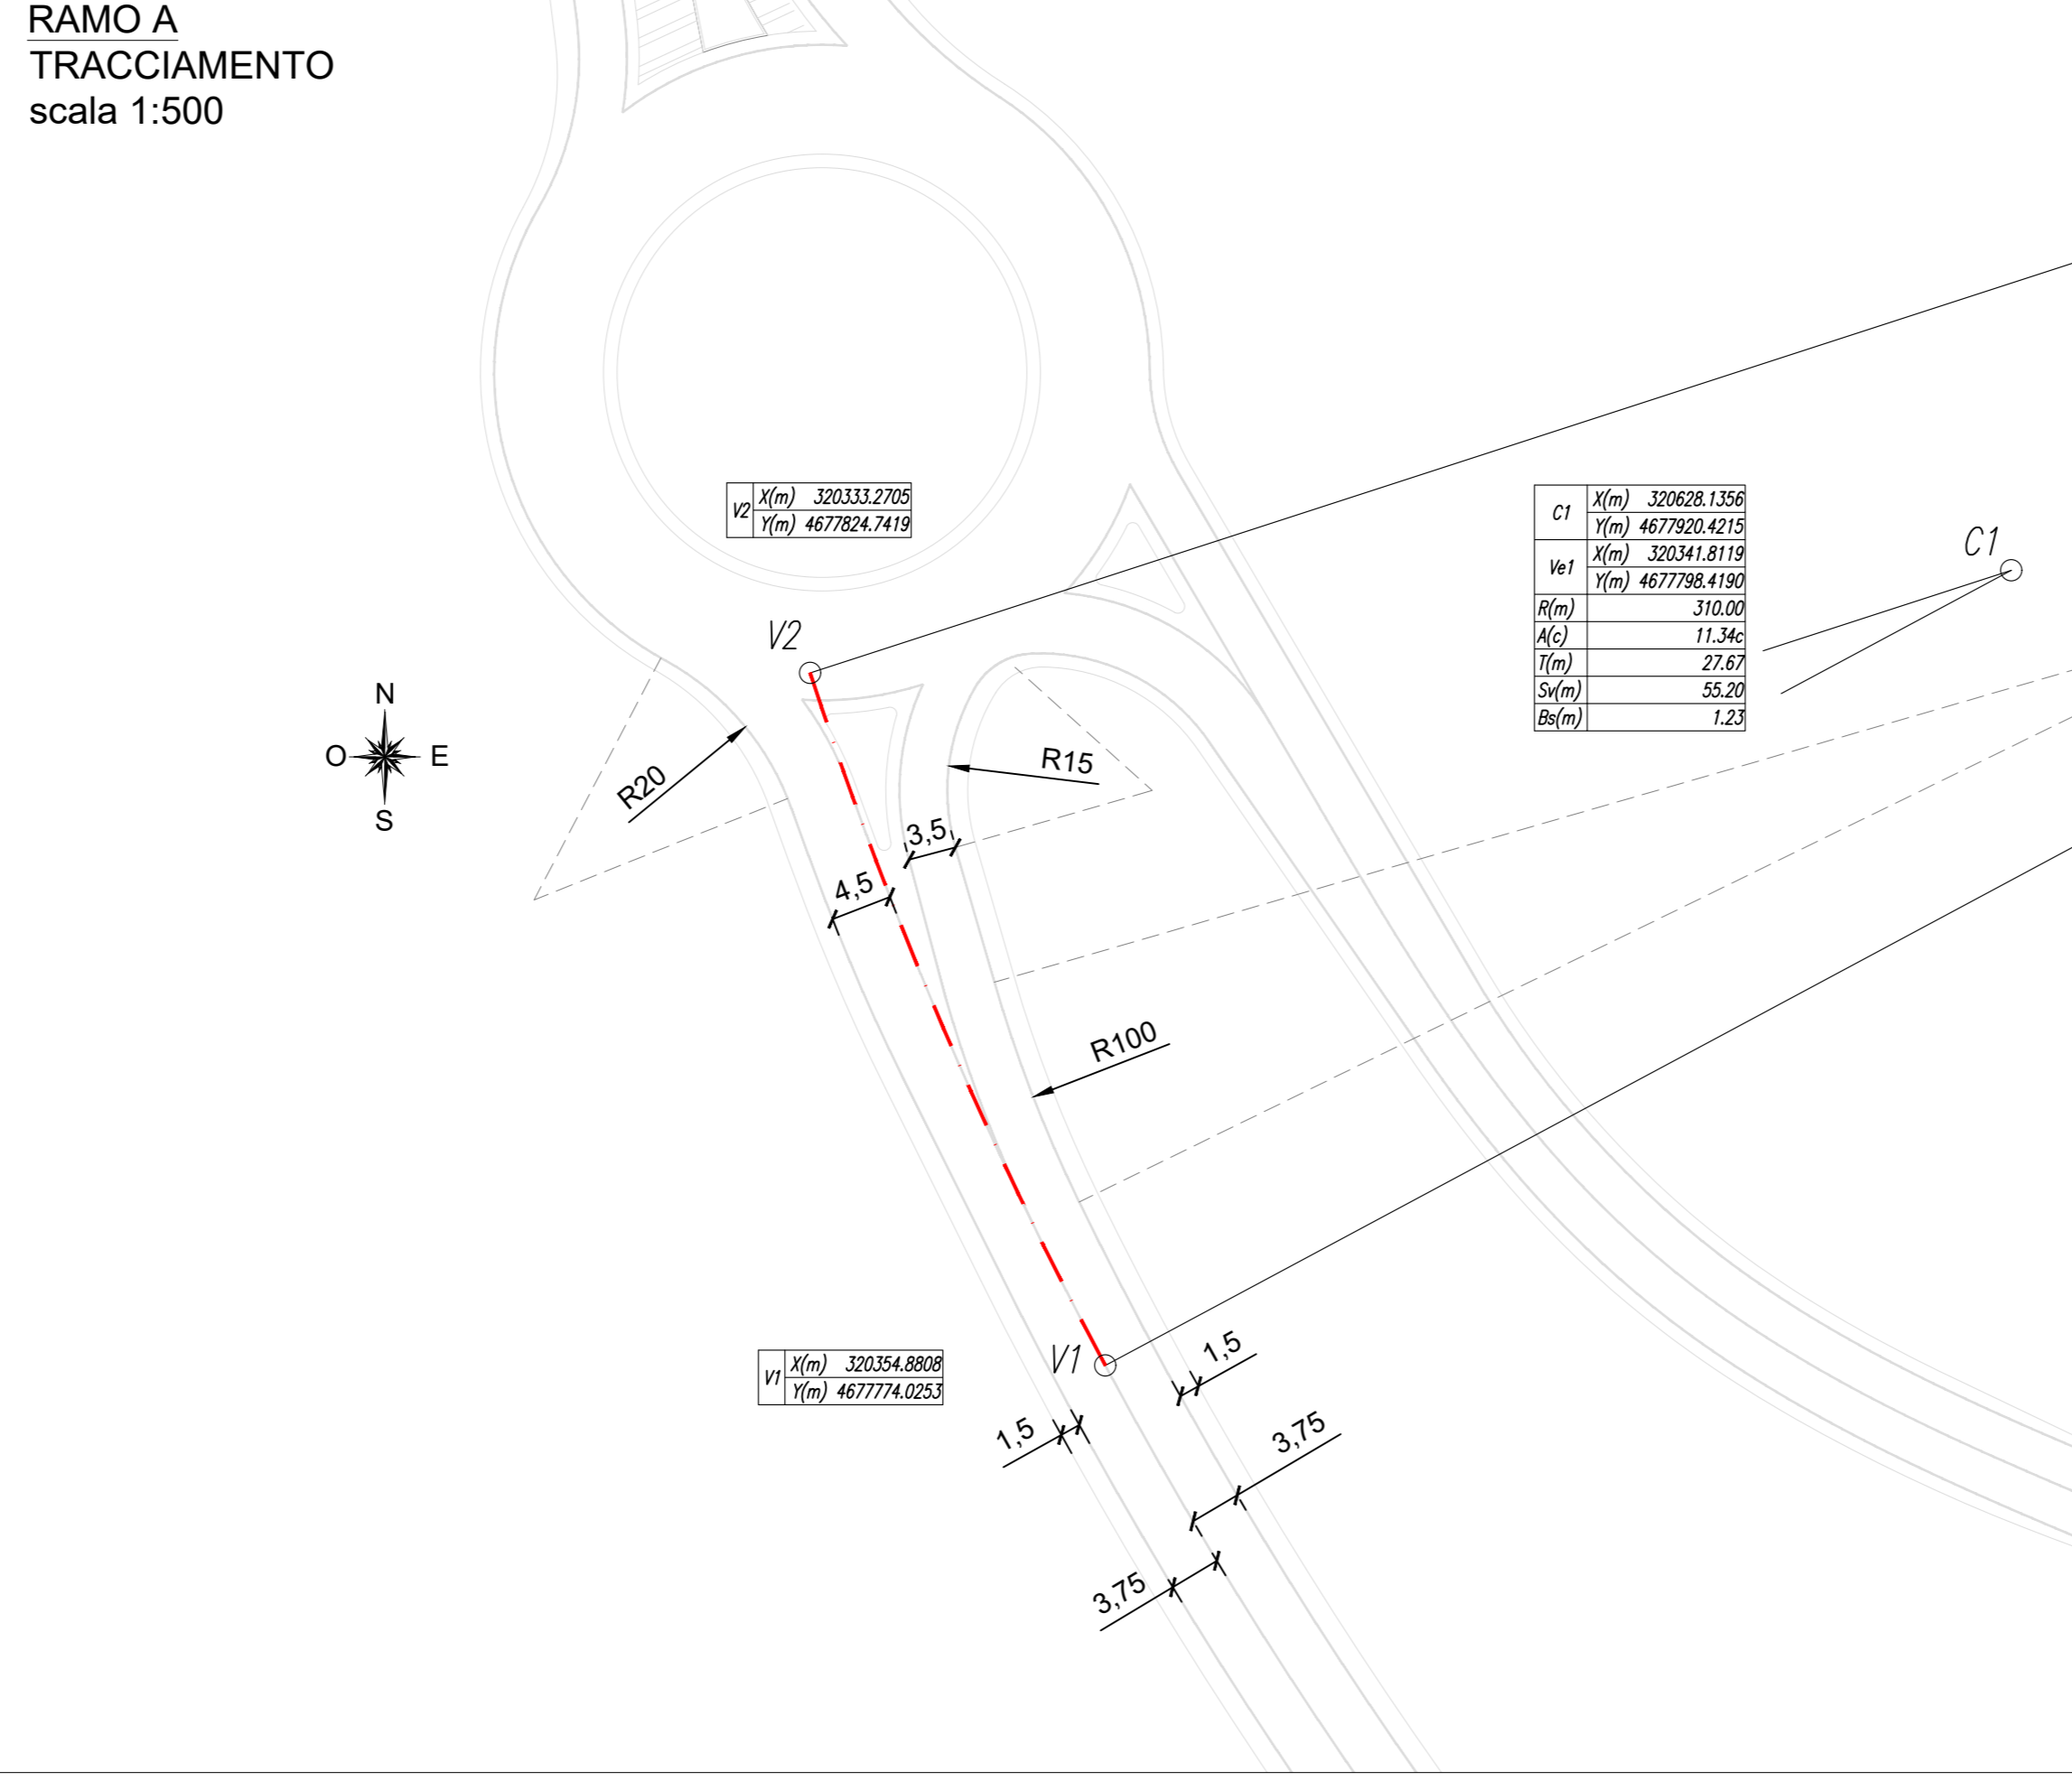 RAMO A
TRACCIAMENTO
scala 1:500
V2 X(m) 320333.2705
Y(m) 4677824.7419
C1 X(m) 320628.1356
Y(m) 4677920.4215
Ve1 X(m) 320341.8119
Y(m) 4677798.4190
R(m) 310.00
A(c) 11.34c
T(m) 27.67
Sv(m) 55.20
Bs(m) 1.23
C1
V2
N
O E
S
R20
R15
3,5
4,5
R100
V1
1,5
V1 X(m) 320354.8808
Y(m) 4677774.0253
1,5
3,75
3,75